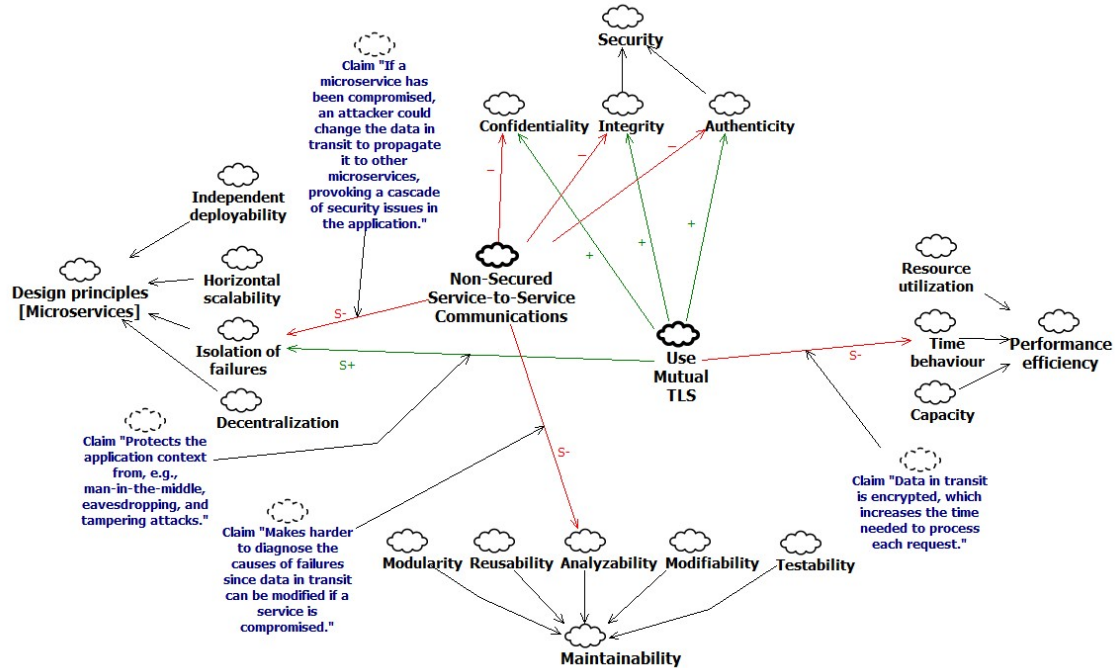 Security
Claim "If a
microservice has
been compromised,
an attacker could
change the data in
transit to propagate
it to other
microservices,
provoking a cascade
of security issues in
the application."
Confidentiality
Integrity
Authenticity
−
−
−
+
+
+
Independent
deployability
Design principles
[Microservices]
Horizontal
scalability
Isolation of
failures
Decentralization
Non-Secured
Service-to-Service
Communications
S-
S+
Use
Mutual
TLS
S-
S-
Resource
utilization
Time
behaviour
Capacity
Performance
efficiency
Claim "Protects the
application context
from, e.g.,
man-in-the-middle,
eavesdropping, and
tampering attacks."
Claim "Makes harder
to diagnose the
causes of failures
since data in transit
can be modified if a
service is
compromised."
Claim "Data in transit
is encrypted, which
increases the time
needed to process
each request."
Modularity
Reusability
Analyzability
Modifiability
Testability
Maintainability